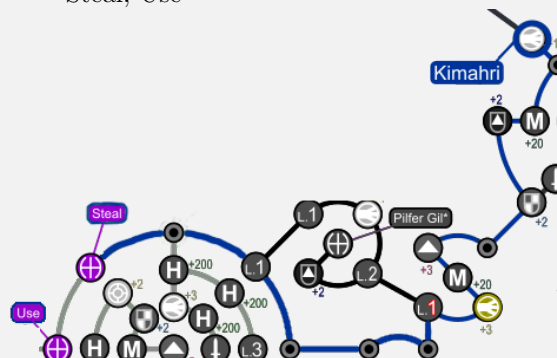 Steal, Use
Kimahri
+2
M
+20
Steal
L.1
Pilfer Gil*
H
+200
L.1
+2
L.2
+3
M
+20
+2
H
+200
+3
Use
+2
H
+200
L.1
+3
H
M
L.3